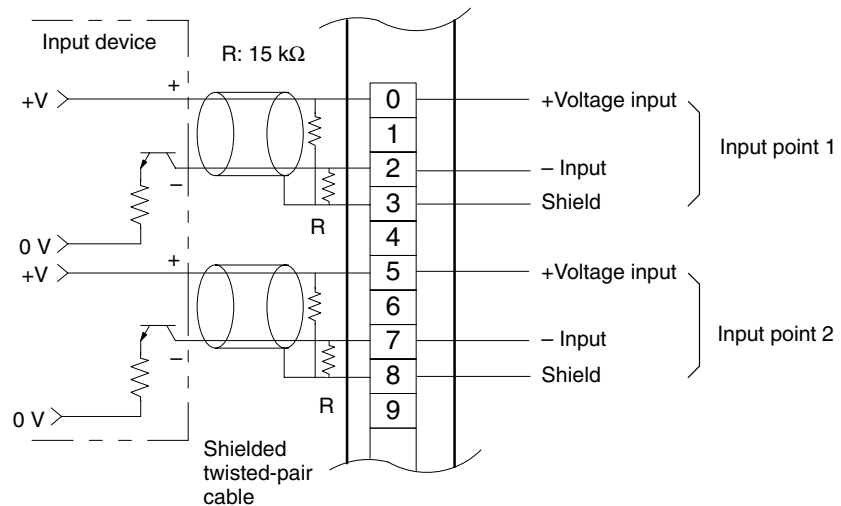 Input device
R: 15 kΩ
+V
+
0
+Voltage input
1
Input point 1
2
– Input
–
3
Shield
R
0 V
4
+V
+
5
+Voltage input
6
Input point 2
7
– Input
–
8
Shield
R
0 V
9
Shielded
twisted-pair
cable